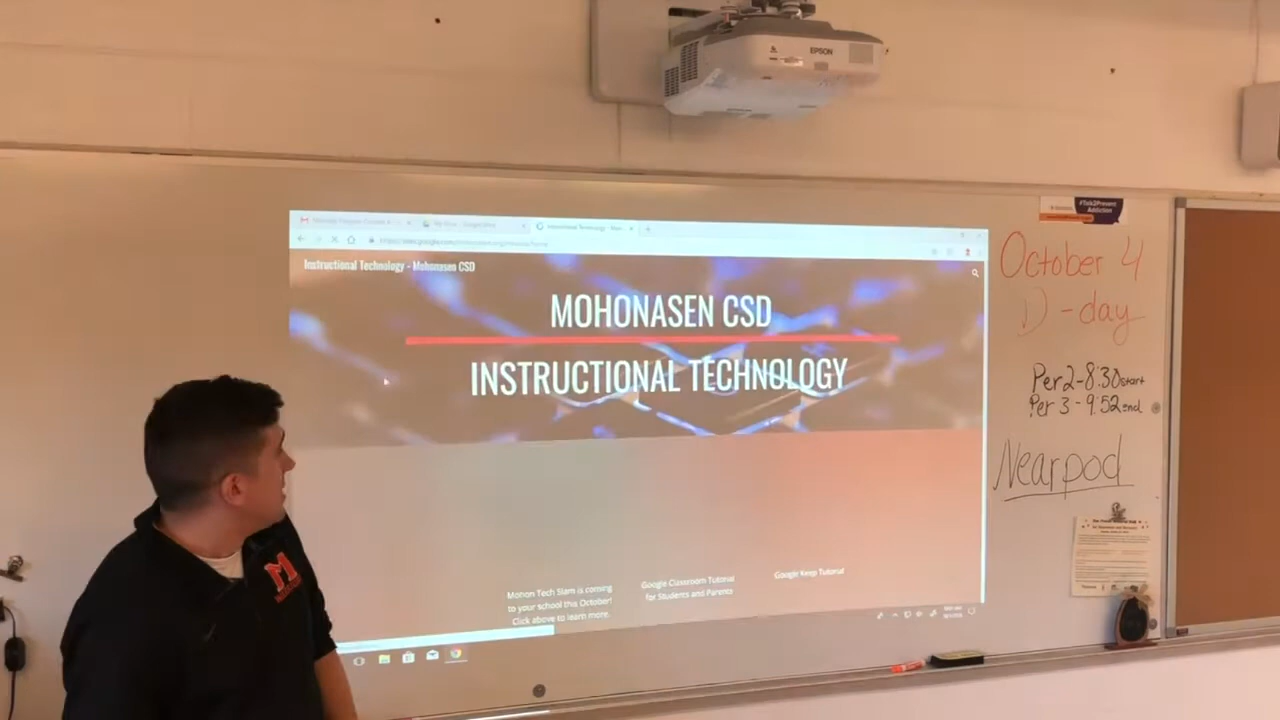 EPSON
#Talk2Prevent
Addiction
Instructional Technology - Mohonasen CSD
MOHONASEN CSD
INSTRUCTIONAL TECHNOLOGY
Mohon Tech Slam is coming
to your school this October!
Click above to learn more.
Google Classroom Tutorial
for Students and Parents
Google Keep Tutorial
October 4
D-day
Per 2-8:30 start
Per 3-9:52 end
Nearpod
M